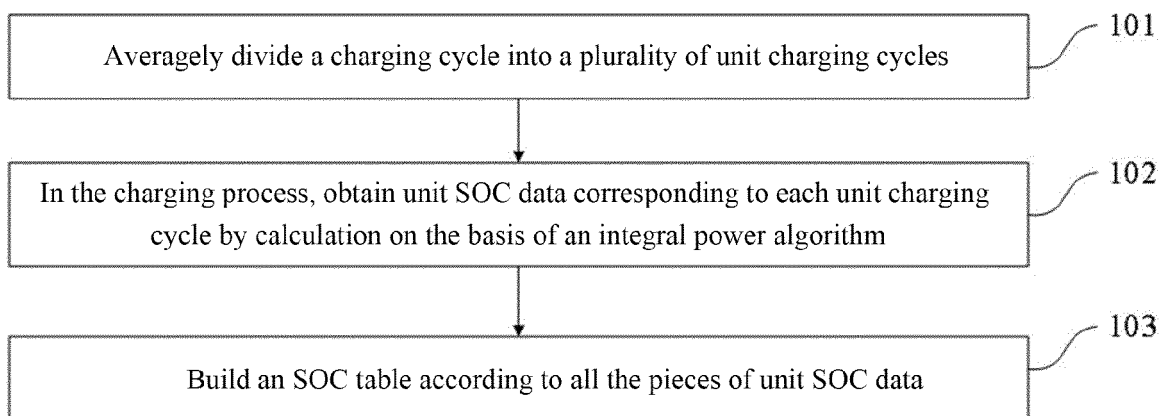 Averagely divide a charging cycle into a plurality of unit charging cycles
101
In the charging process, obtain unit SOC data corresponding to each unit charging
cycle by calculation on the basis of an integral power algorithm
102
Build an SOC table according to all the pieces of unit SOC data
103